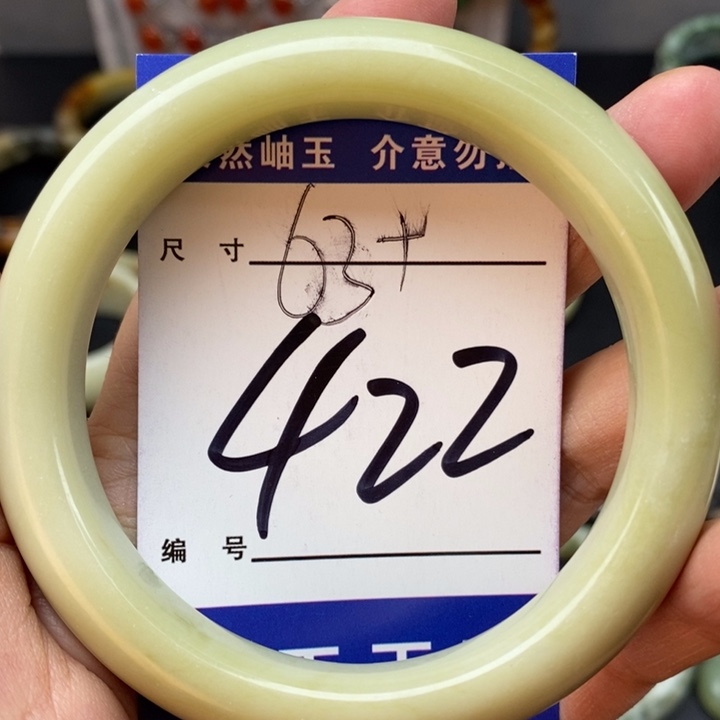 然岫玉 介意勿
尺寸 63+
422
编号